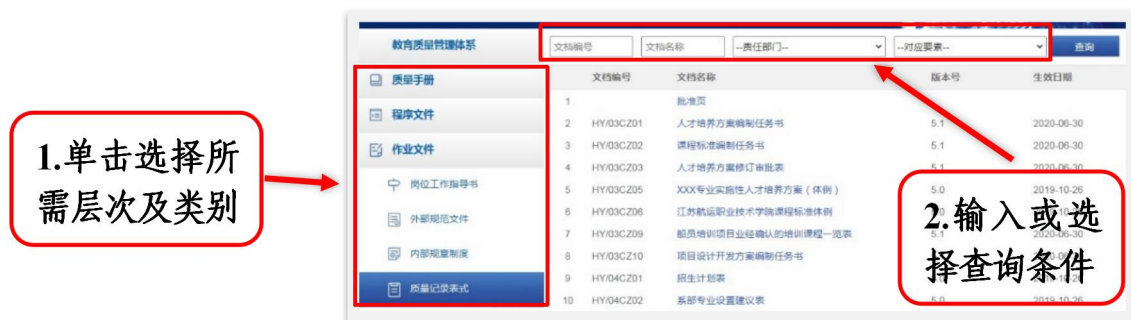 教育质量管理体系
文档编号 文档名称 --责任部门-- --对应要素-- 查询
质量手册
程序文件
作业文件
岗位工作指导书
外部规范文件
内部规章制度
质量记录表式
文档编号 文档名称 版本号 生效日期
1 批准页
2 HY/03CZ01 人才培养方案编制任务书 5.1 2020-06-30
3 HY/03CZ02 课程标准编制任务书 5.1 2020-06-30
4 HY/03CZ03 人才培养方案修订审批表 5.1 2020-06-30
5 HY/03CZ05 XXX专业实施性人才培养方案（体例） 5.0 2019-10-26
6 HY/03CZ06 江苏航运职业技术学院课程标准体例
7 HY/03CZ09 船员培训项目业经确认的培训课程一览表
8 HY/03CZ10 项目设计开发方案编制任务书
9 HY/04CZ01 招生计划表
10 HY/04CZ02 系部专业设置建议表 5.0 2019-10-26
1.单击选择所
需层次及类别
2.输入或选
择查询条件